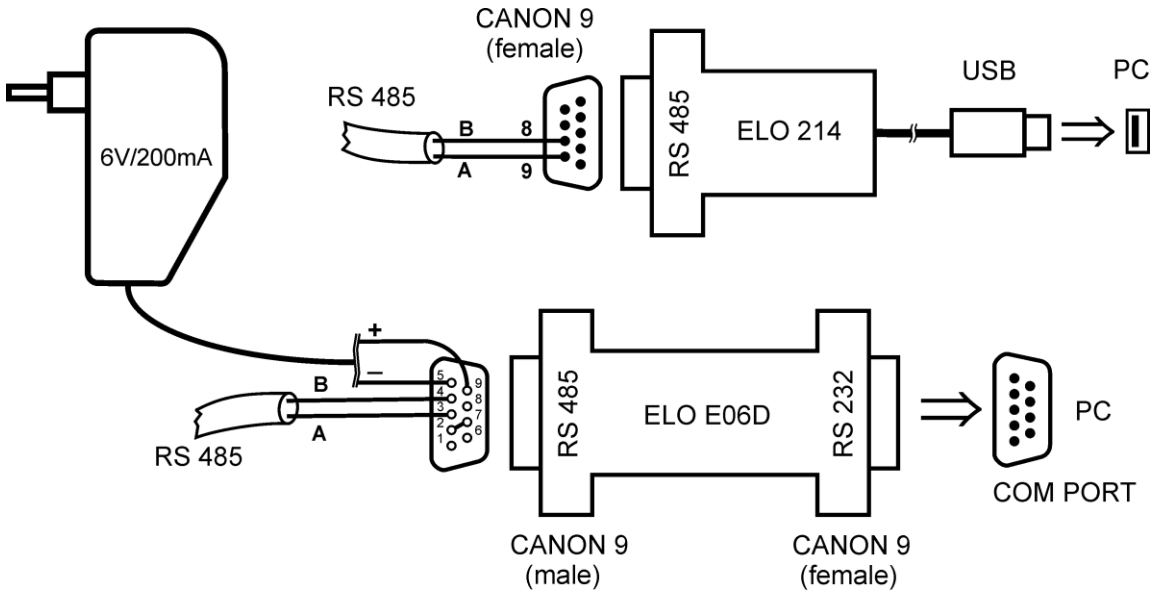 CANON 9
(female)
USB
PC
RS 485
B
8
A
9
RS 485
ELO 214
6V/200mA
+
–
B
A
5
4
3
2
1
9
8
7
6
RS 485
RS 485
ELO E06D
RS 232
PC
COM PORT
CANON 9
(male)
CANON 9
(female)